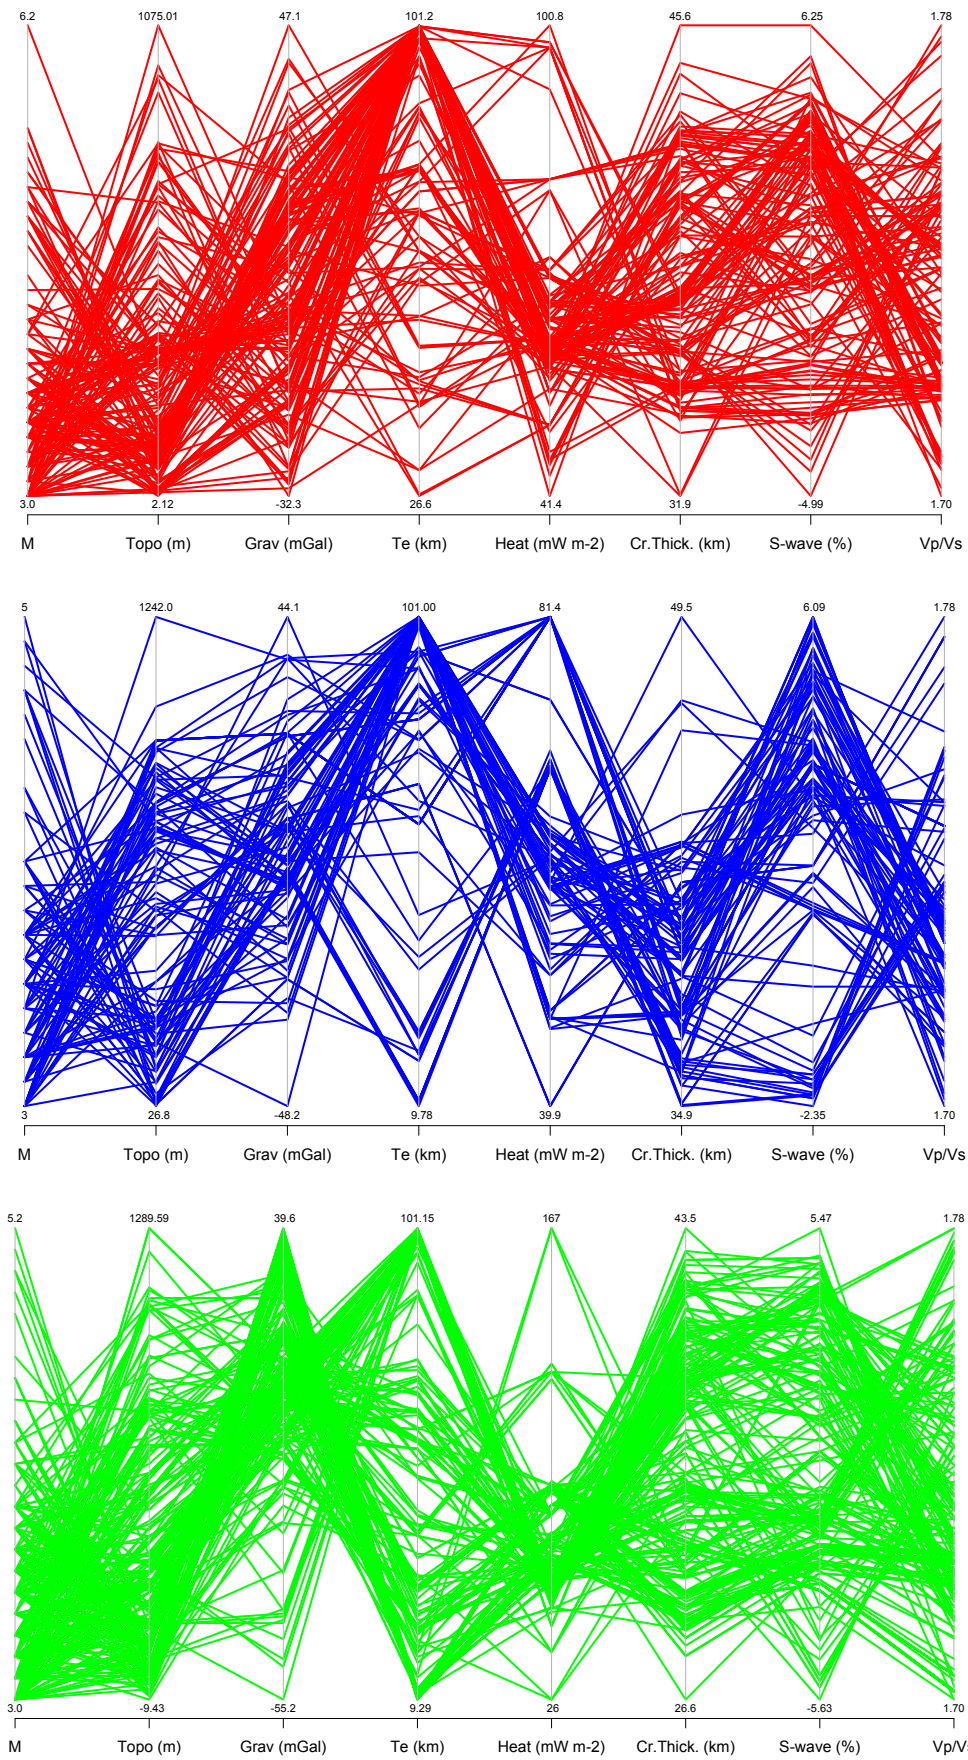 6.2 1075.01 47.1 101.2 100.8 45.6 6.25 1.78
3.0 2.12 -32.3 26.6 41.4 31.9 -4.99 1.70
M Topo (m) Grav (mGal) Te (km) Heat (mW m-2) Cr.Thick. (km) S-wave (%) Vp/Vs
5 1242.0 44.1 101.00 81.4 49.5 6.09 1.78
3 26.8 -48.2 9.78 39.9 34.9 -2.35 1.70
M Topo (m) Grav (mGal) Te (km) Heat (mW m-2) Cr.Thick. (km) S-wave (%) Vp/Vs
5.2 1289.59 39.6 101.15 167 43.5 5.47 1.78
3.0 -9.43 -55.2 9.29 26 26.6 -5.63 1.70
M Topo (m) Grav (mGal) Te (km) Heat (mW m-2) Cr.Thick. (km) S-wave (%) Vp/Vs